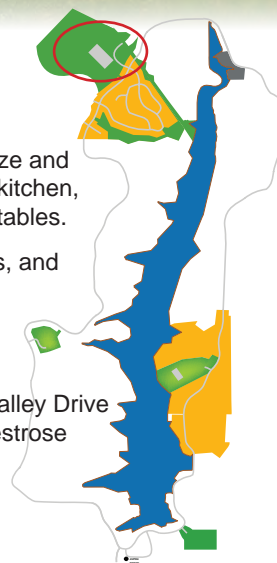 ze and
kitchen,
tables.
s, and
alley Drive
estrose